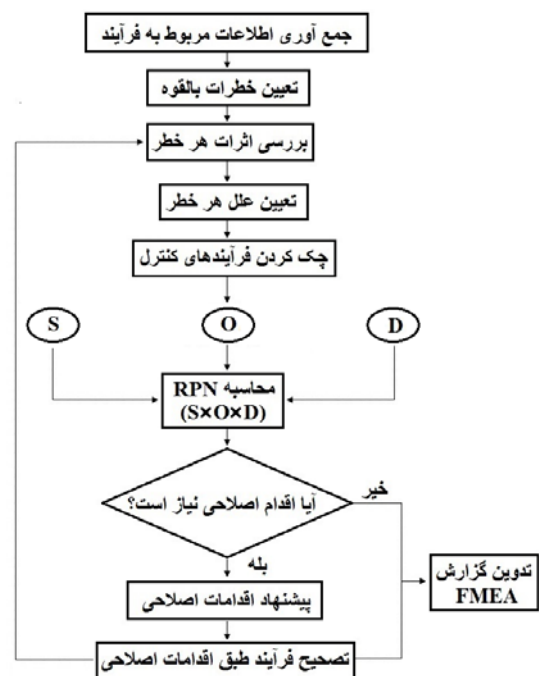 جمع آوری اطلاعات مربوط به فرآیند
تعیین خطرات بالقوه
بررسی اثرات هر خطر
تعیین علل هر خطر
چک کردن فرآیندهای کنترل
S
O
D
محاسبه RPN
(S×O×D)
آیا اقدام اصلاحی نیاز است؟
خیر
بله
پیشنهاد اقدامات اصلاحی
تدوین گزارش
FMEA
تصحیح فرآیند طبق اقدامات اصلاحی